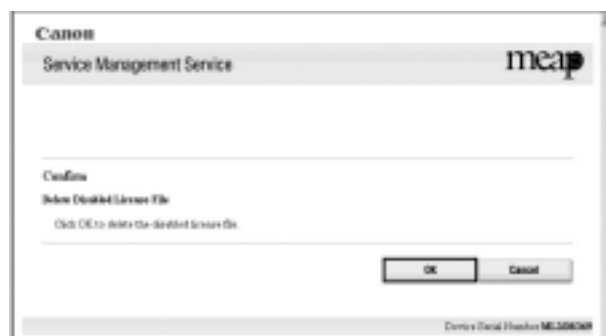 Canon
Service Management Service
meap
Confirm
Delete Disabled License File
Click OK to delete the disabled license file.
OK
Cancel
Device Serial Number